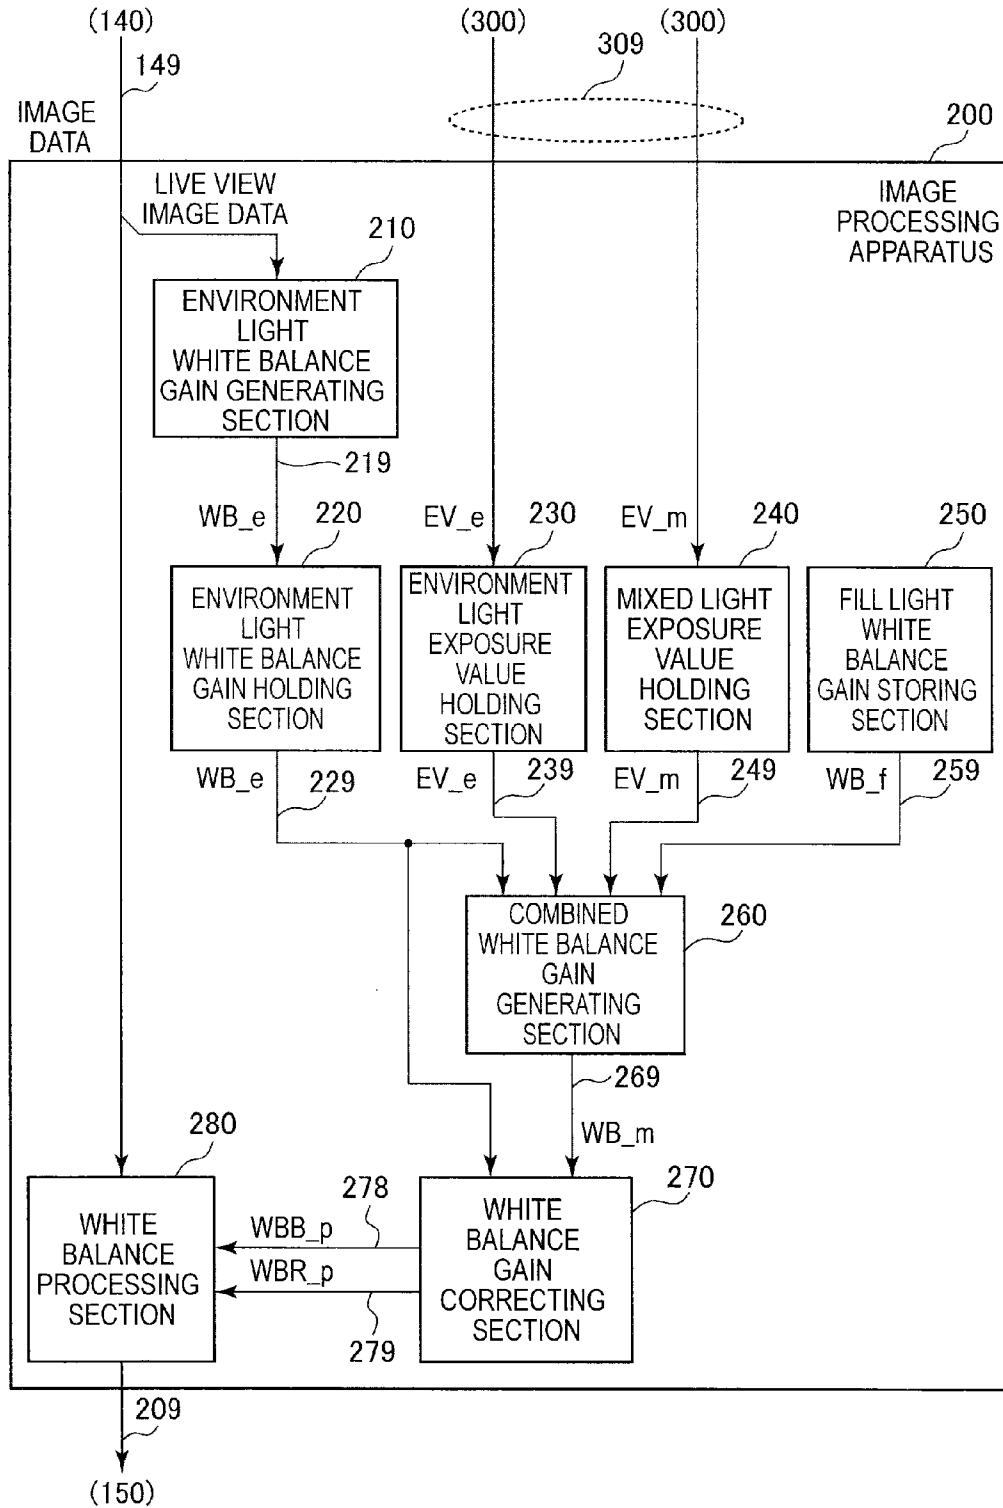 (140)
(300)
(300)
149
309
IMAGE
DATA
200
LIVE VIEW
IMAGE DATA
IMAGE
PROCESSING
APPARATUS
210
ENVIRONMENT
LIGHT
WHITE BALANCE
GAIN GENERATING
SECTION
219
WB_e
220
EV_e
230
EV_m
240
250
ENVIRONMENT
LIGHT
WHITE BALANCE
GAIN HOLDING
SECTION
ENVIRONMENT
LIGHT
EXPOSURE
VALUE
HOLDING
SECTION
MIXED LIGHT
EXPOSURE
VALUE
HOLDING
SECTION
FILL LIGHT
WHITE
BALANCE
GAIN STORING
SECTION
WB_e
229
EV_e
239
EV_m
249
WB_f
259
COMBINED
WHITE BALANCE
GAIN
GENERATING
SECTION
260
269
WB_m
280
270
WHITE
BALANCE
PROCESSING
SECTION
WBB_p
278
WBR_p
279
WHITE
BALANCE
GAIN
CORRECTING
SECTION
209
(150)